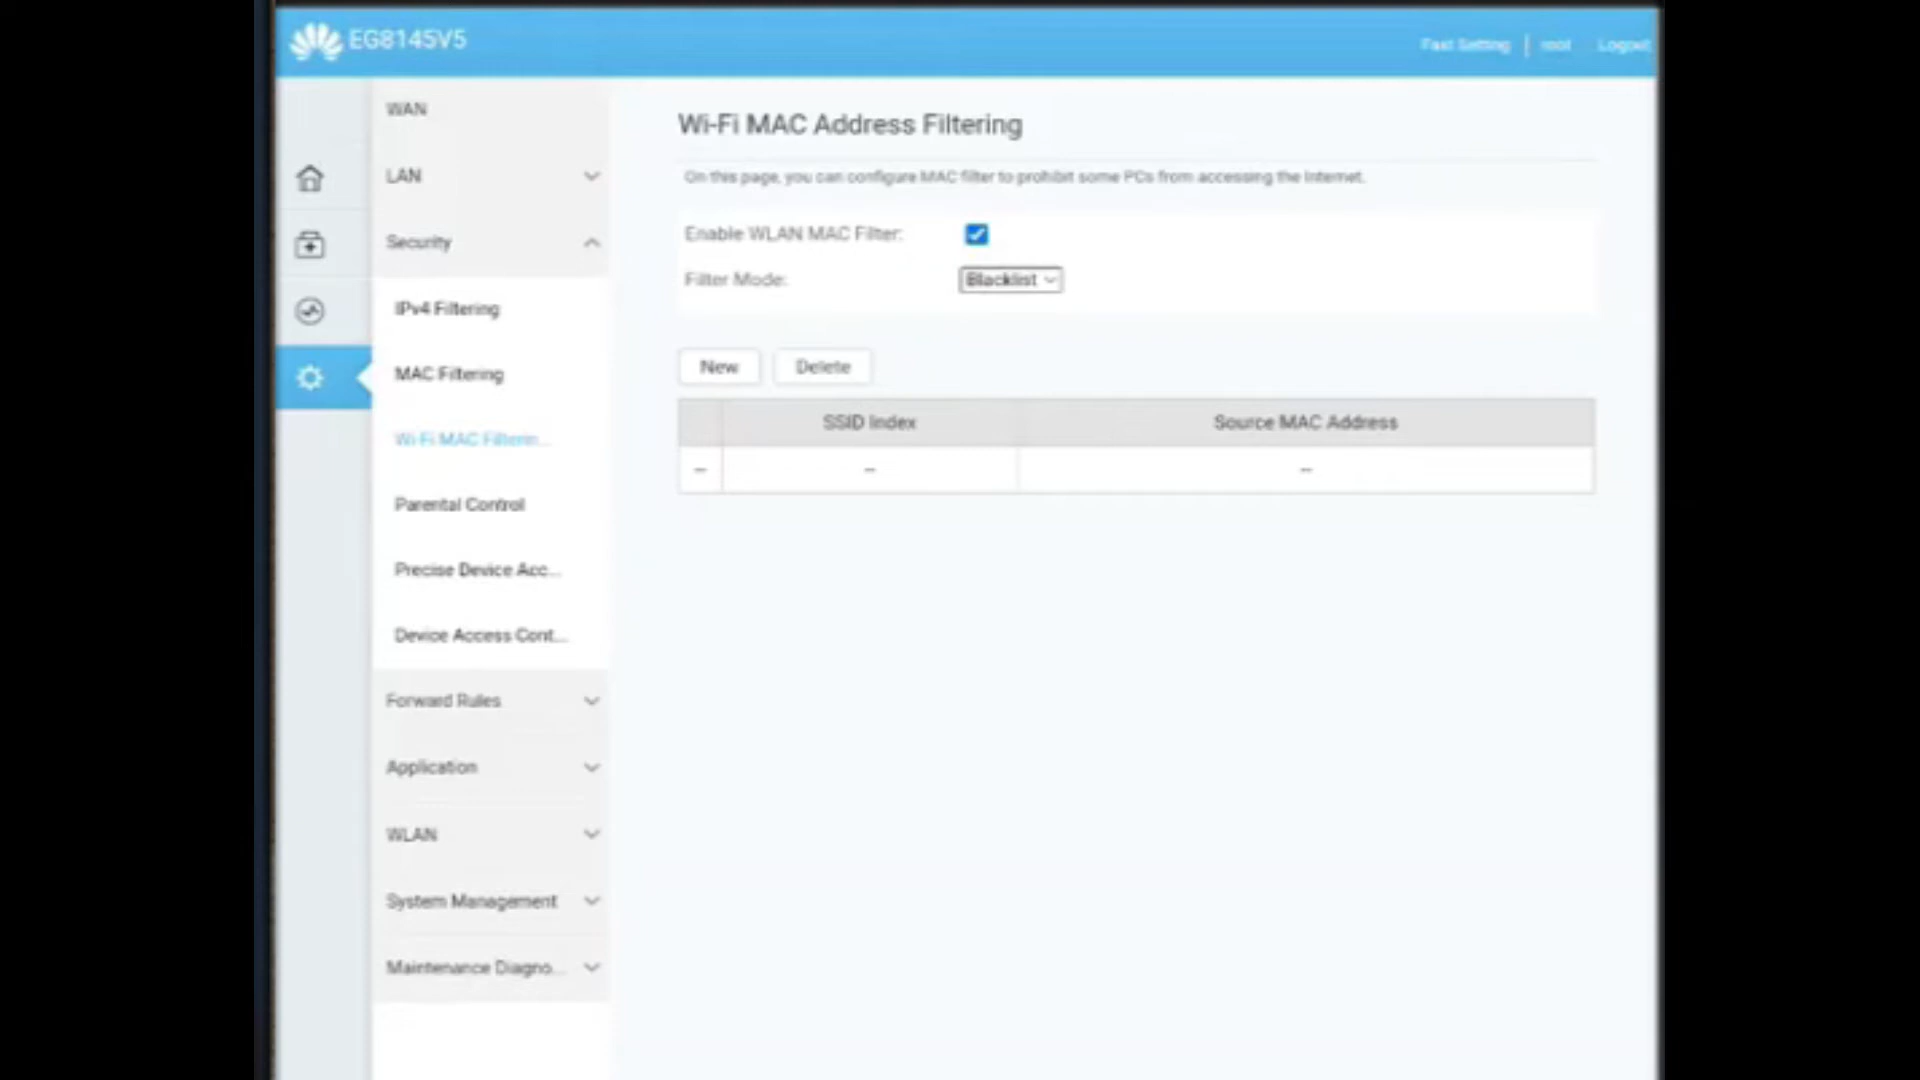 EG8145V5
Fast Setting | root Logout
WAN
LAN
Security
IPv4 Filtering
MAC Filtering
Wi-Fi MAC Filterin...
Parental Control
Precise Device Acc...
Device Access Cont...
Forward Rules
Application
WLAN
System Management
Maintenance Diagno...
Wi-Fi MAC Address Filtering
On this page, you can configure MAC filter to prohibit some PCs from accessing the Internet.
Enable WLAN MAC Filter:
Filter Mode: Blacklist
New Delete
SSID Index Source MAC Address
-- -- --